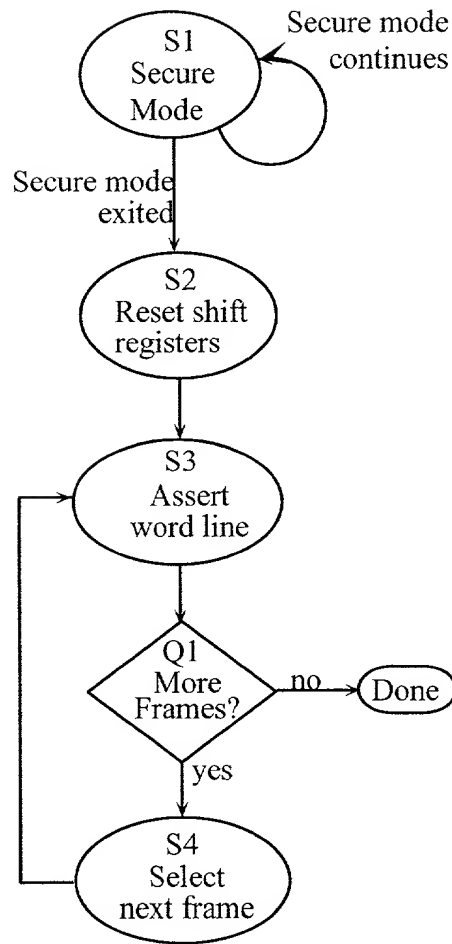 S1
Secure
Mode
Secure mode
continues
Secure mode
exited
S2
Reset shift
registers
S3
Assert
word line
Q1
More
Frames?
no
Done
yes
S4
Select
next frame